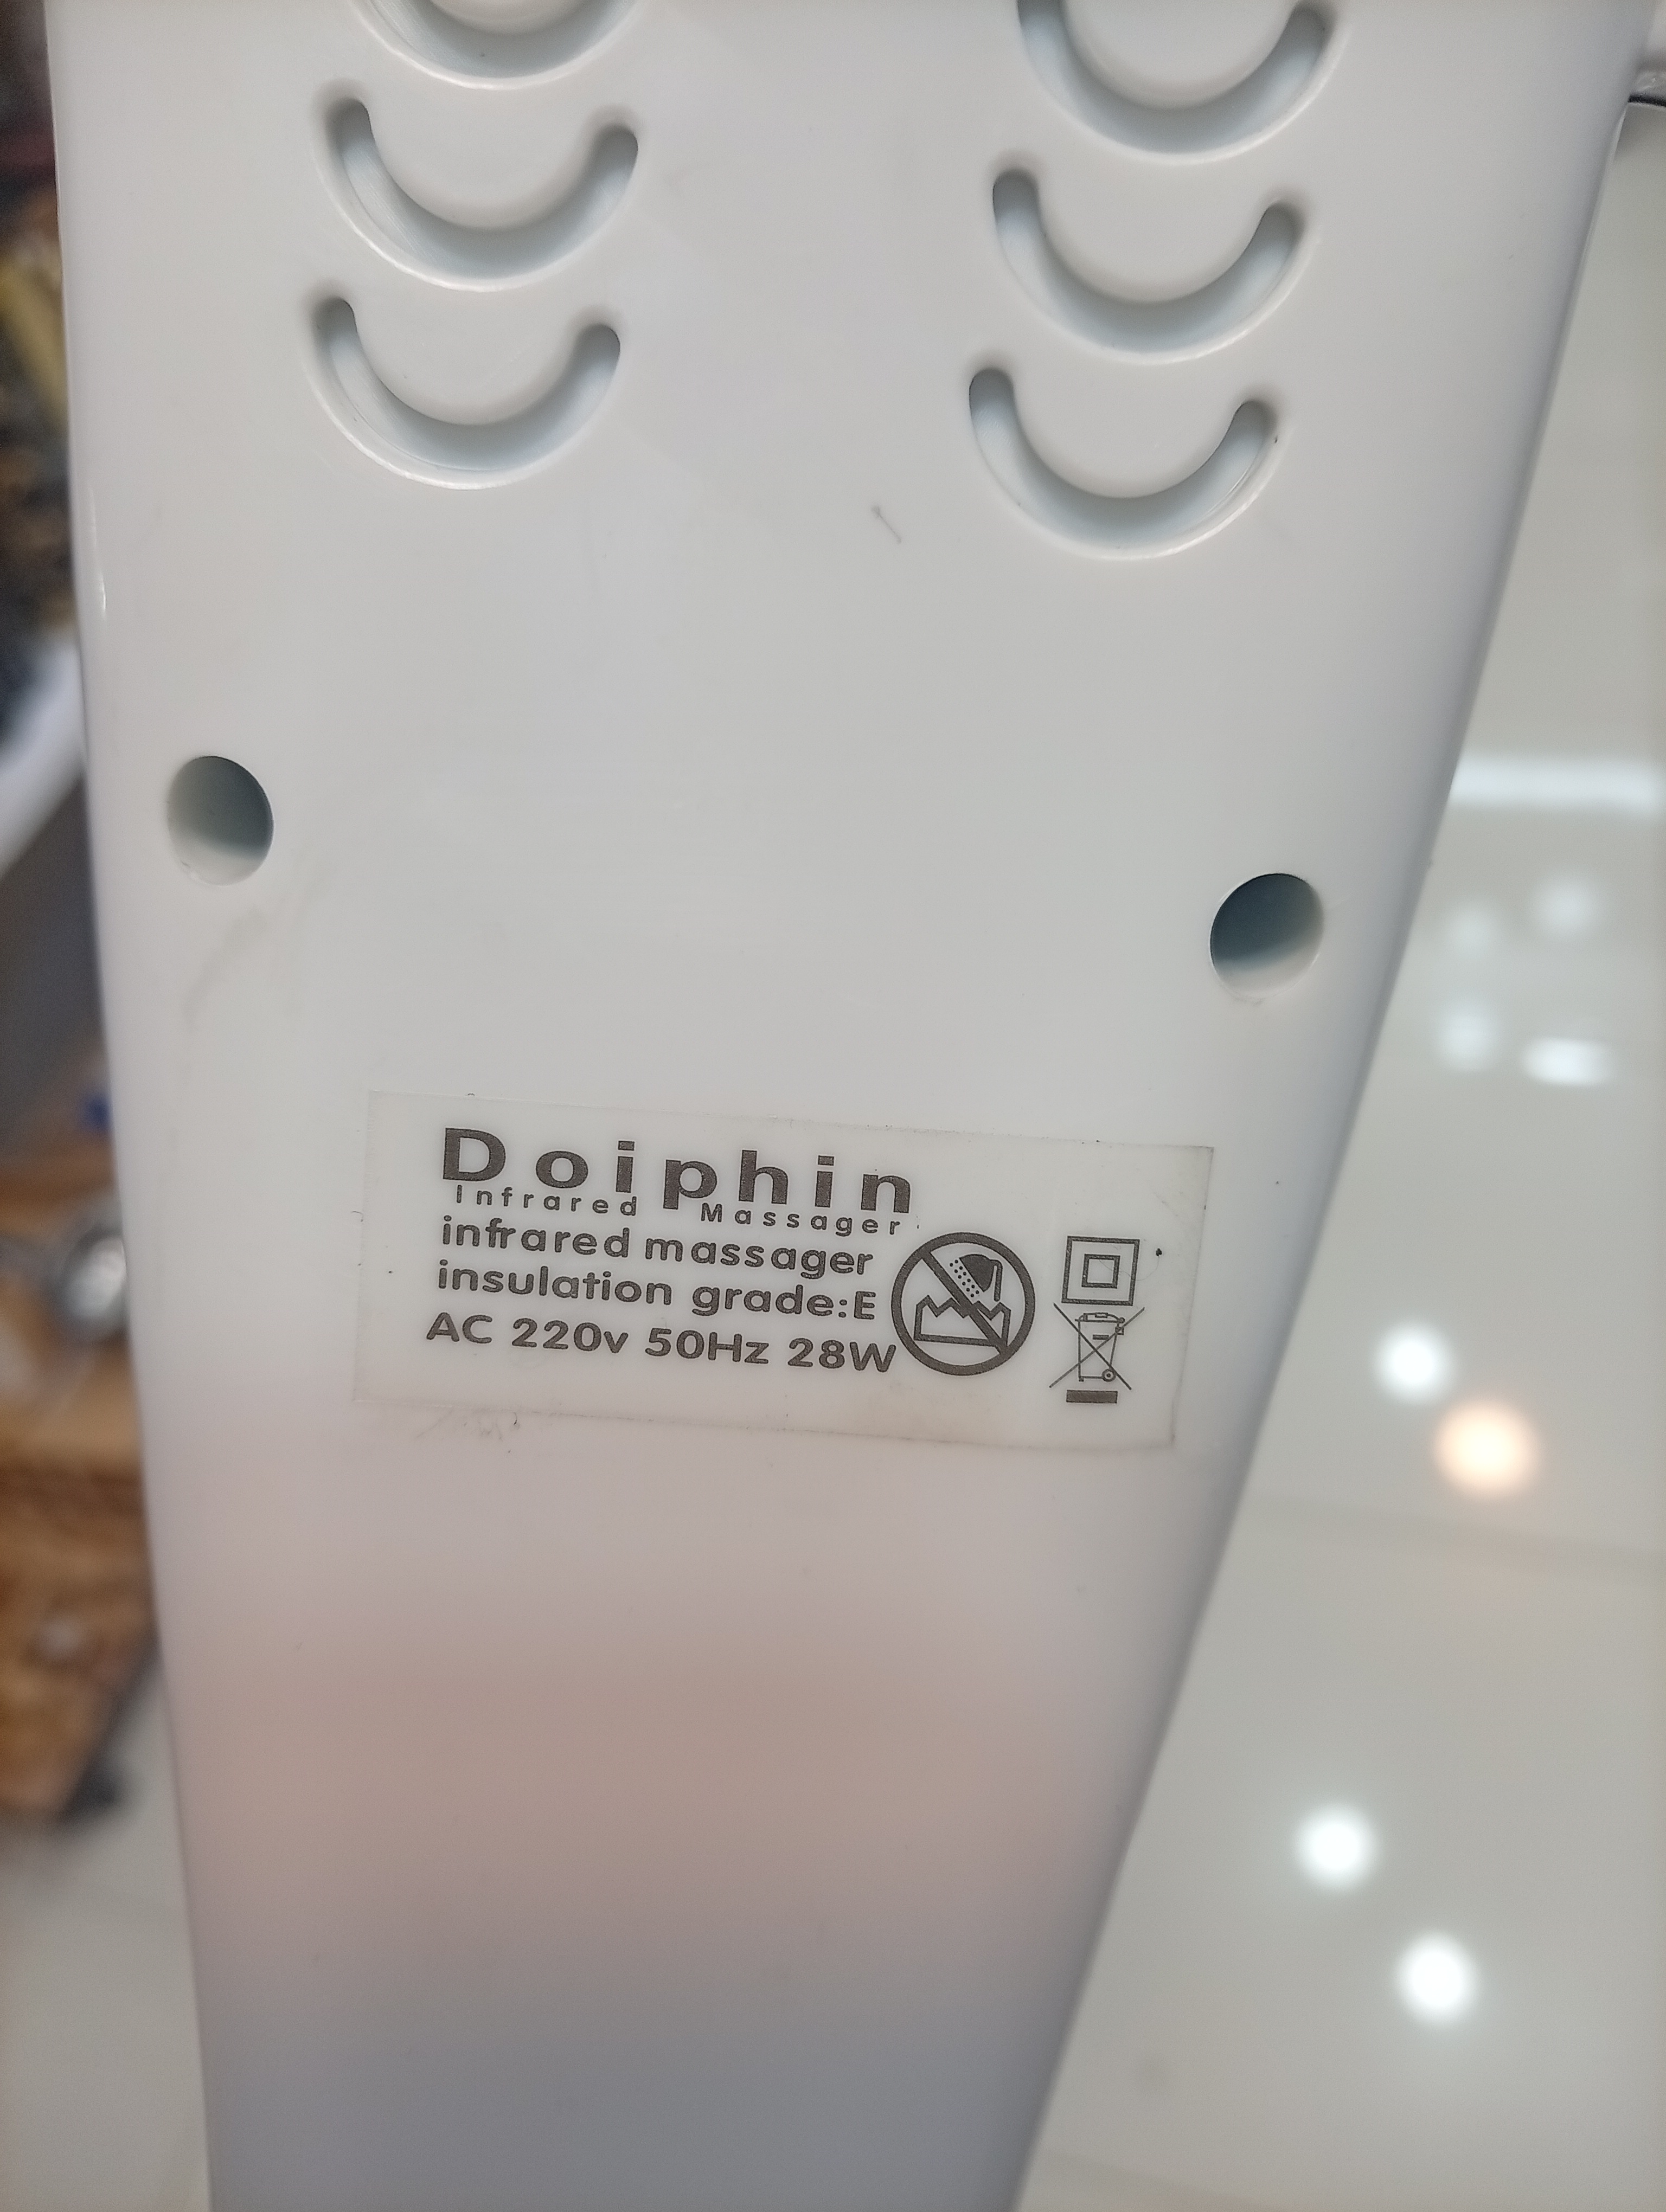 Doiphin
Infrared Massager
infrared massager
insulation grade:E
AC 220v 50Hz 28W